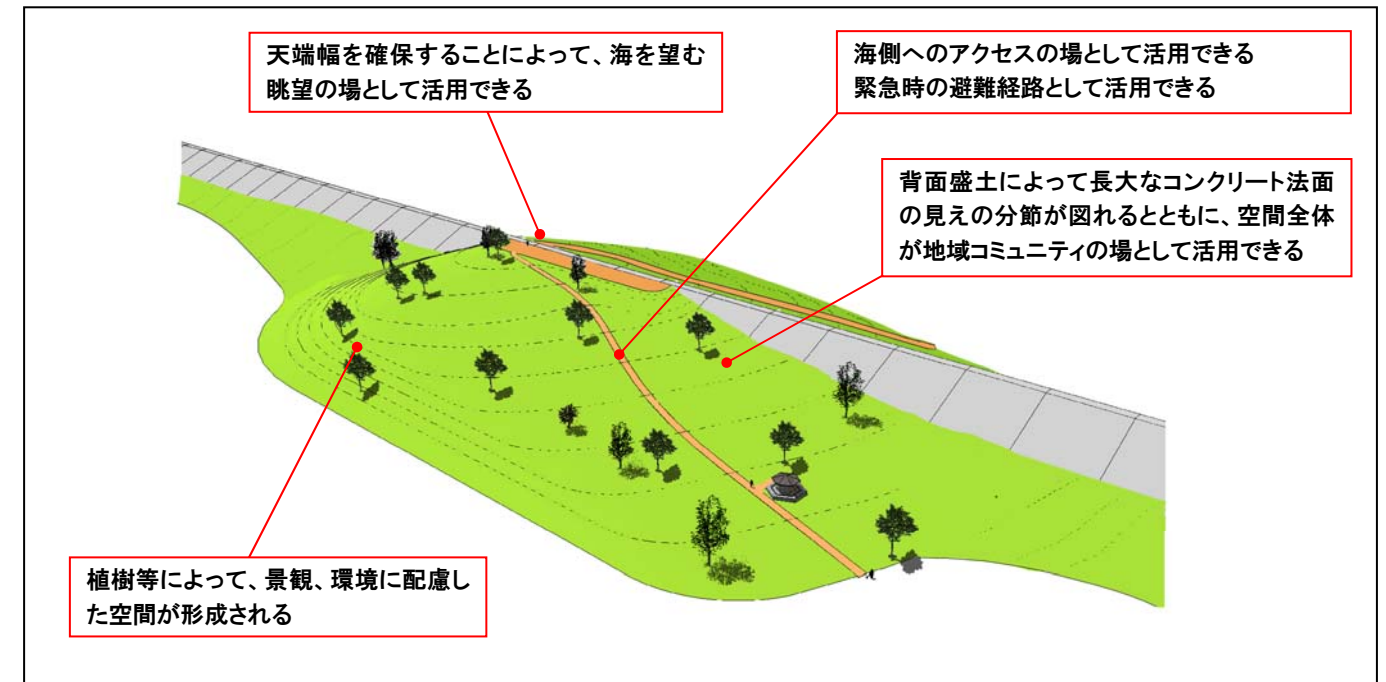 天端幅を確保することによって、海を望む
眺望の場として活用できる
海側へのアクセスの場として活用できる
緊急時の避難経路として活用できる
背面盛土によって長大なコンクリート法面
の見えの分節が図れるとともに、空間全体
が地域コミュニティの場として活用できる
植樹等によって、景観、環境に配慮し
た空間が形成される